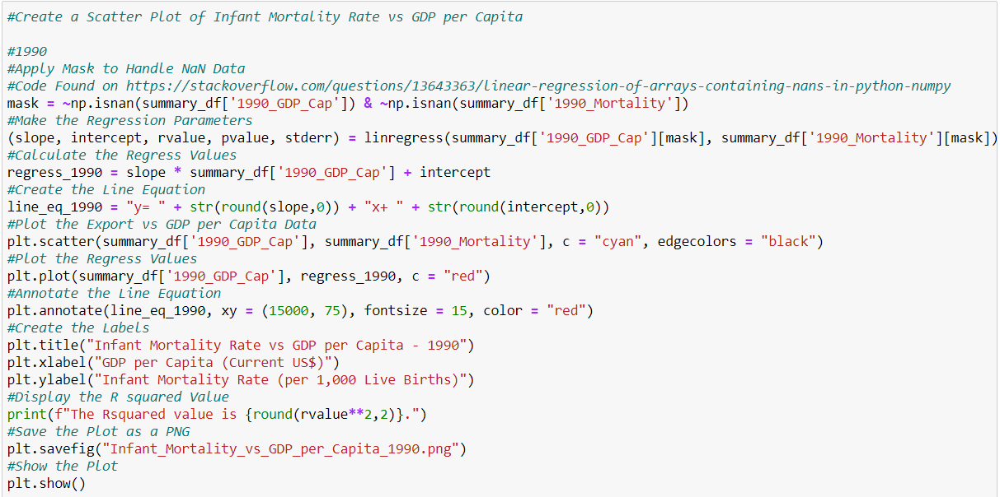 #Create a Scatter Plot of Infant Mortality Rate vs GDP per Capita
#1990
#Apply Mask to Handle NaN Data
#Code Found on https://stackoverflow.com/questions/13643363/linear-regression-of-arrays-containing-nans-in-python-numpy
mask = ~np.isnan(summary_df['1990_GDP_Cap']) & ~np.isnan(summary_df['1990_Mortality'])
#Make the Regression Parameters
(slope, intercept, rvalue, pvalue, stderr) = linregress(summary_df['1990_GDP_Cap'][mask], summary_df['1990_Mortality'][mask])
#Calculate the Regress Values
regress_1990 = slope * summary_df['1990_GDP_Cap'] + intercept
#Create the Line Equation
line_eq_1990 = "y= " + str(round(slope,0)) + "x+ " + str(round(intercept,0))
#Plot the Export vs GDP per Capita Data
plt.scatter(summary_df['1990_GDP_Cap'], summary_df['1990_Mortality'], c = "cyan", edgecolors = "black")
#Plot the Regress Values
plt.plot(summary_df['1990_GDP_Cap'], regress_1990, c = "red")
#Annotate the Line Equation
plt.annotate(line_eq_1990, xy = (15000, 75), fontsize = 15, color = "red")
#Create the Labels
plt.title("Infant Mortality Rate vs GDP per Capita - 1990")
plt.xlabel("GDP per Capita (Current US$)")
plt.ylabel("Infant Mortality Rate (per 1,000 Live Births)")
#Display the R squared Value
print(f"The Rsquared value is {round(rvalue**2,2)}.")
#Save the Plot as a PNG
plt.savefig("Infant_Mortality_vs_GDP_per_Capita_1990.png")
#Show the Plot
plt.show()